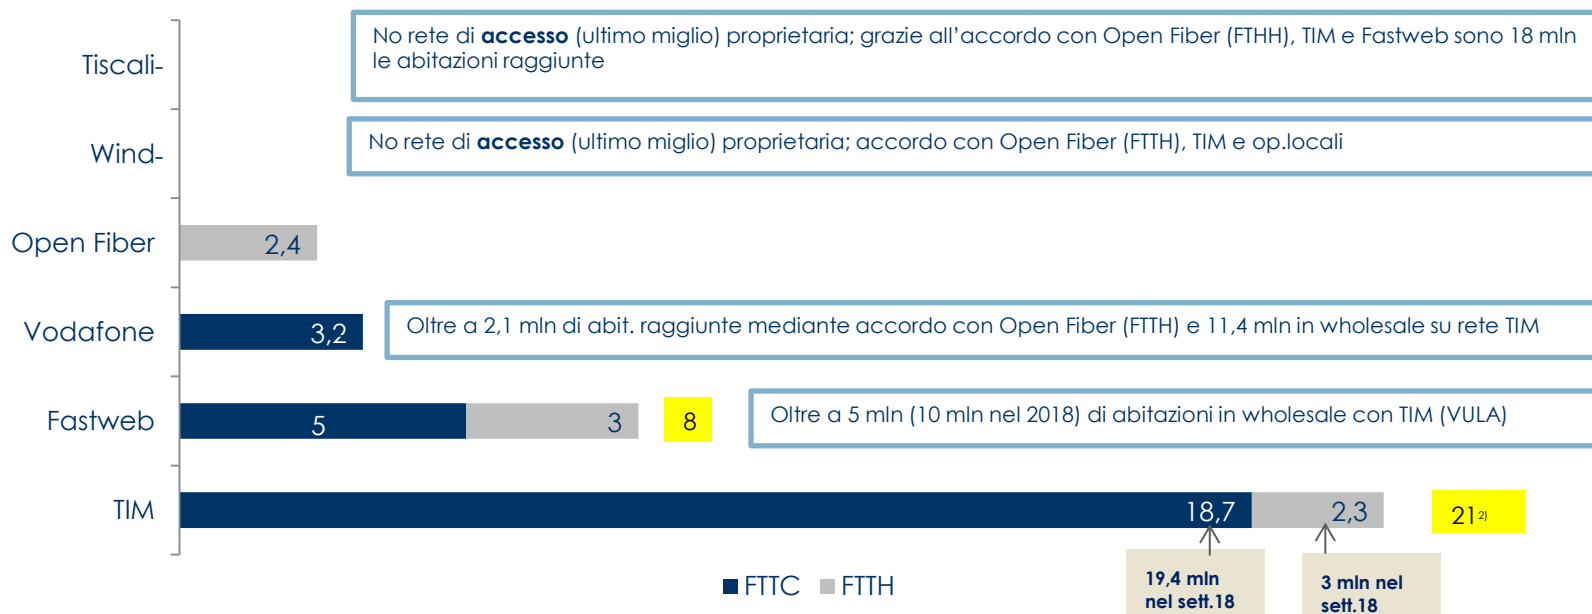 Tiscali-
No rete di accesso (ultimo miglio) proprietaria; grazie all'accordo con Open Fiber (FTHH), TIM e Fastweb sono 18 mln
le abitazioni raggiunte
Wind-
No rete di accesso (ultimo miglio) proprietaria; accordo con Open Fiber (FTTH), TIM e op.locali
Open Fiber
2,4
Vodafone
3,2
Oltre a 2,1 mln di abit. raggiunte mediante accordo con Open Fiber (FTTH) e 11,4 mln in wholesale su rete TIM
Fastweb
5
3
8
Oltre a 5 mln (10 mln nel 2018) di abitazioni in wholesale con TIM (VULA)
TIM
18,7
2,3
21 2)
FTTC
FTTH
19,4 mln
nel sett.18
3 mln nel
sett.18